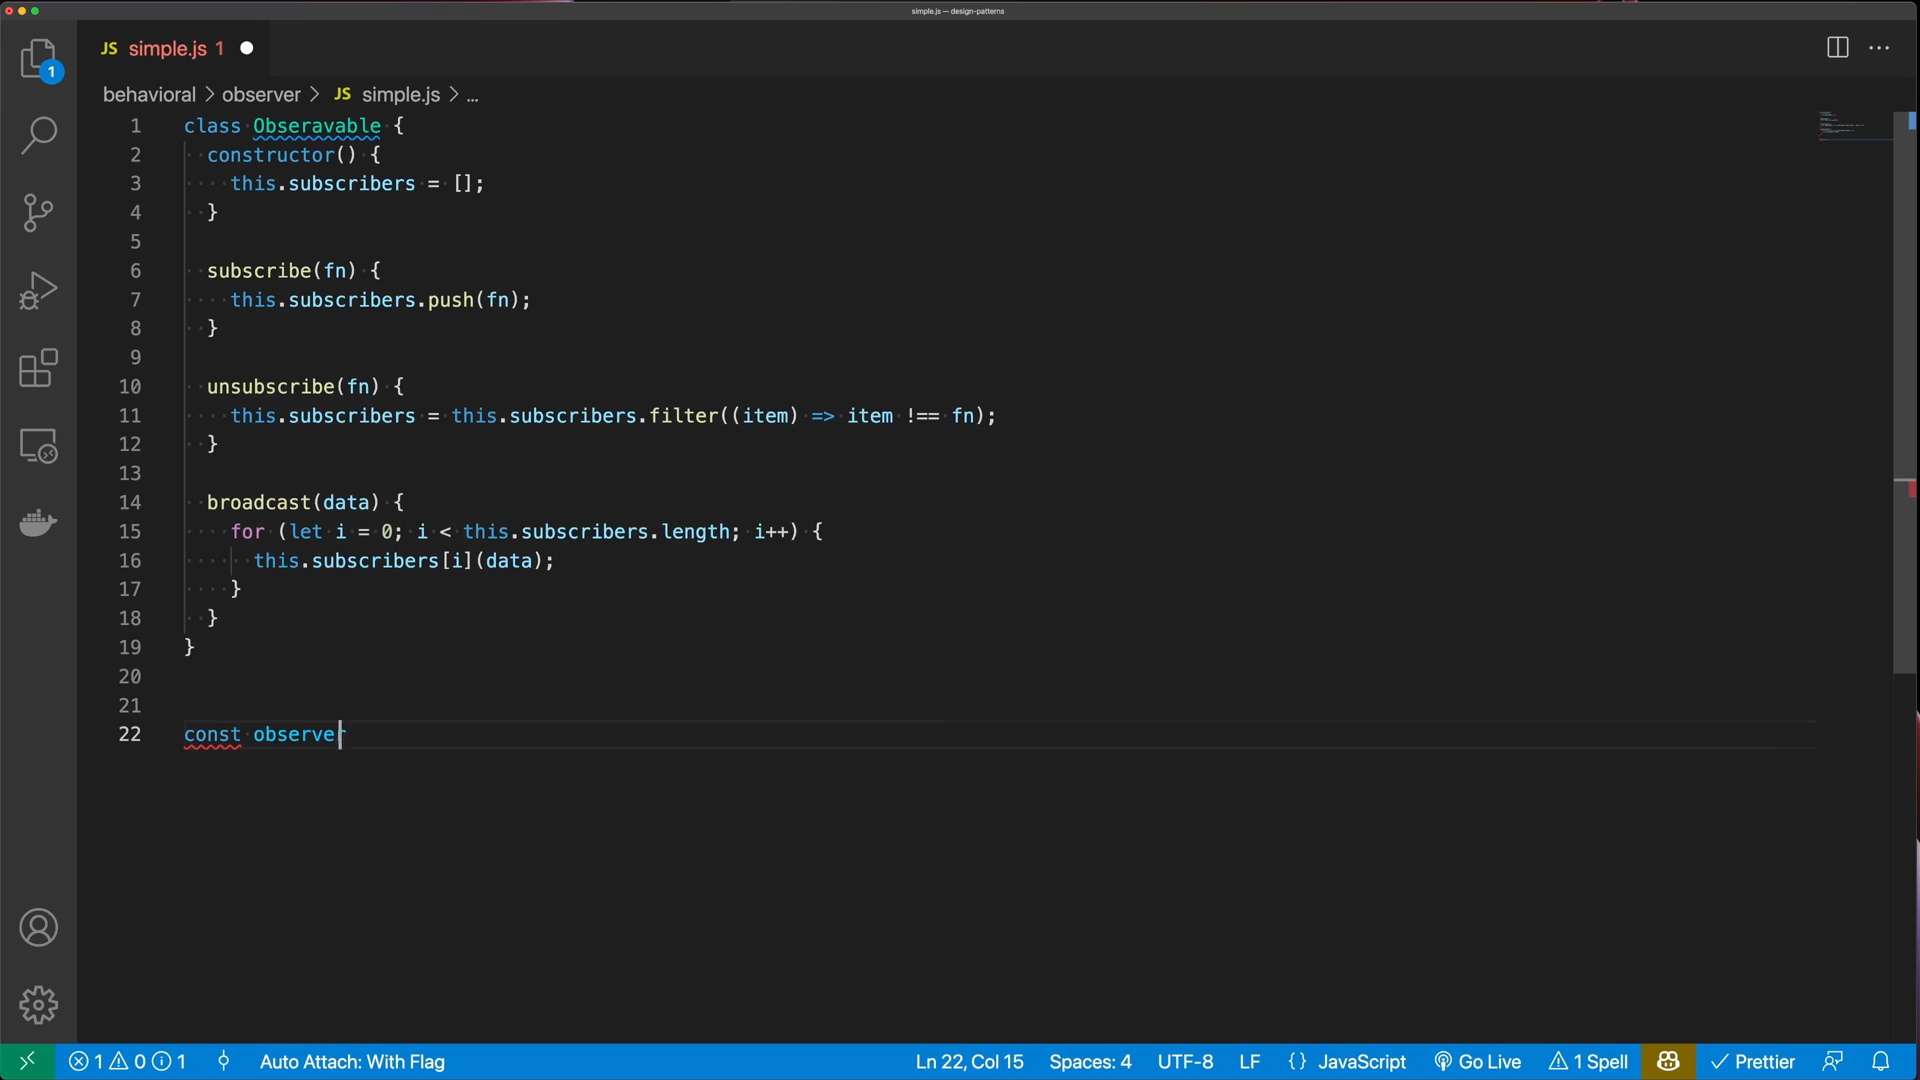 simple.js — design-patterns
JS simple.js 1
1
behavioral > observer > JS simple.js > ...
1 class Obseravable {
2 constructor() {
3 this.subscribers = [];
4 }
5
6 subscribe(fn) {
7 this.subscribers.push(fn);
8 }
9
10 unsubscribe(fn) {
11 this.subscribers = this.subscribers.filter((item) => item !== fn);
12 }
13
14 broadcast(data) {
15 for (let i = 0; i < this.subscribers.length; i++) {
16 this.subscribers[i](data);
17 }
18 }
19 }
20
21
22 const observer
1 0 1 Auto Attach: With Flag Ln 22, Col 15 Spaces: 4 UTF-8 LF {} JavaScript Go Live 1 Spell Prettier